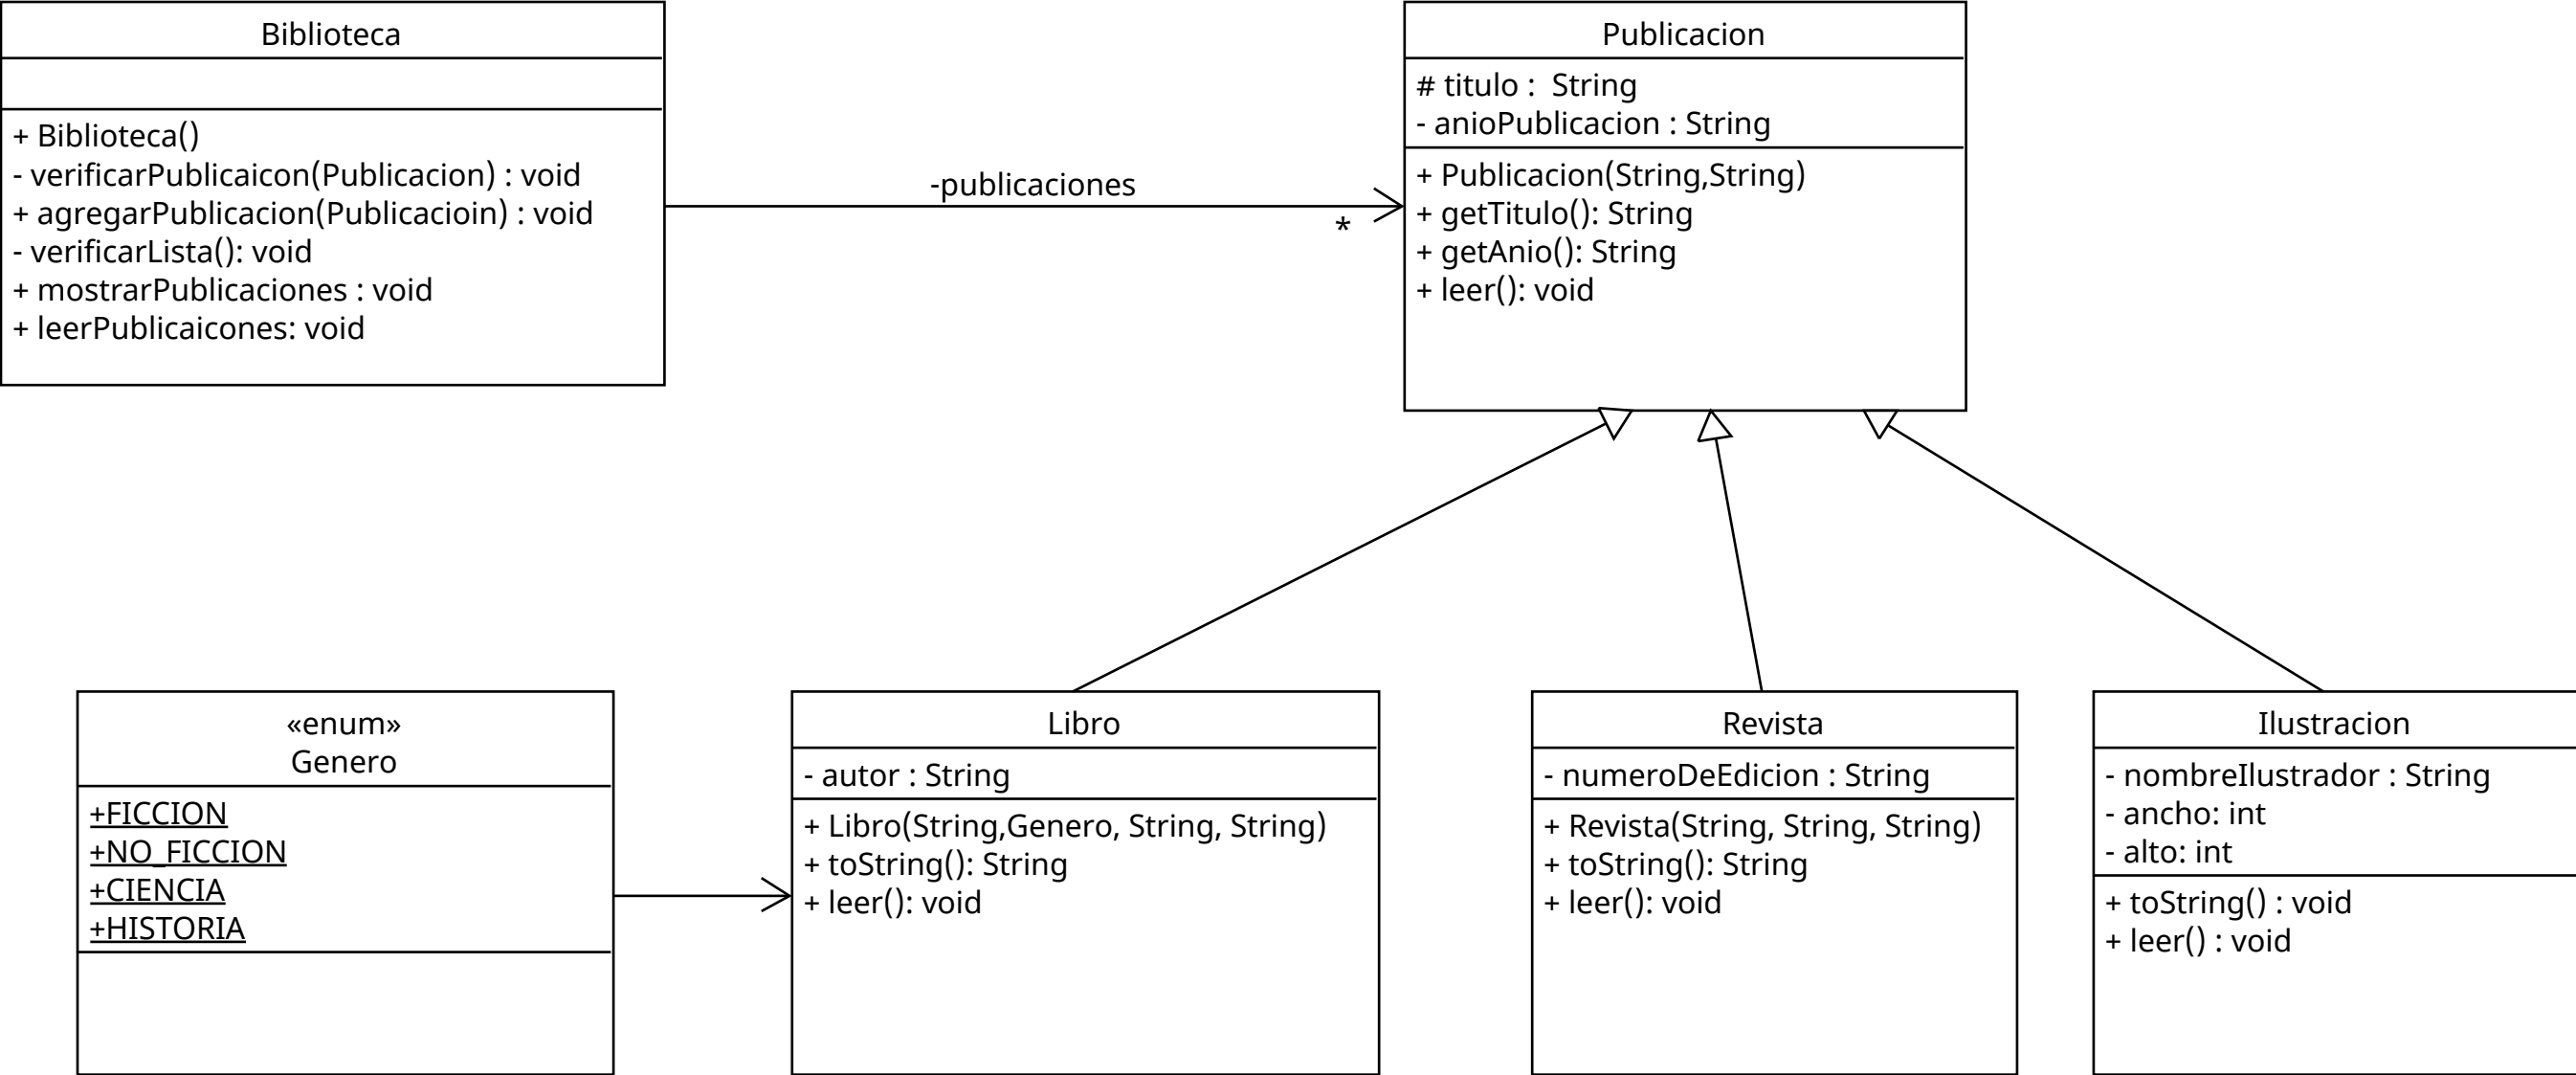 Biblioteca
+ Biblioteca()
- verificarPublicaicon(Publicacion) : void
+ agregarPublicacion(Publicacioin) : void
- verificarLista(): void
+ mostrarPublicaciones : void
+ leerPublicaicones: void
-publicaciones
*
Publicacion
# titulo :  String
- anioPublicacion : String
+ Publicacion(String,String)
+ getTitulo(): String
+ getAnio(): String
+ leer(): void
«enum»
Genero
+FICCION
+NO_FICCION
+CIENCIA
+HISTORIA
Libro
- autor : String
+ Libro(String,Genero, String, String)
+ toString(): String
+ leer(): void
Revista
- numeroDeEdicion : String
+ Revista(String, String, String)
+ toString(): String
+ leer(): void
Ilustracion
- nombreIlustrador : String
- ancho: int
- alto: int
+ toString() : void
+ leer() : void